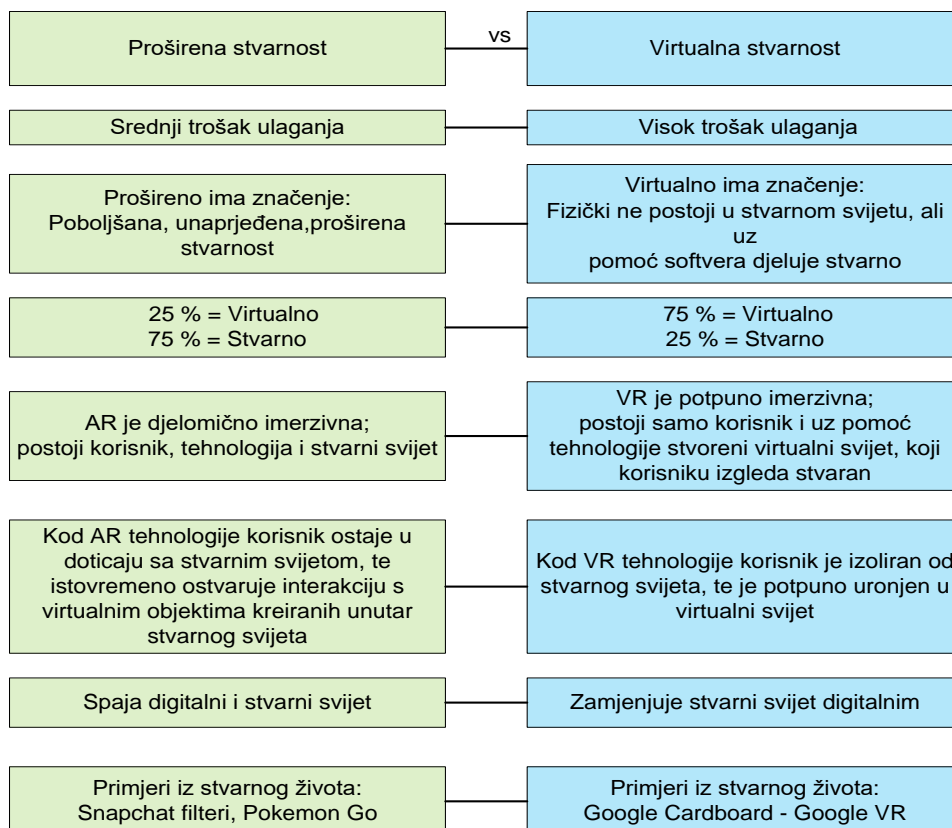 Proširena stvarnost
vs
Virtualna stvarnost
Srednji trošak ulaganja
Visok trošak ulaganja
Prošireno ima značenje:
Poboljšana, unaprjeđena,proširena
stvarnost
Virtualno ima značenje:
Fizički ne postoji u stvarnom svijetu, ali
uz
pomoć softvera djeluje stvarno
25 % = Virtualno
75 % = Stvarno
75 % = Virtualno
25 % = Stvarno
AR je djelomično imerzivna;
postoji korisnik, tehnologija i stvarni svijet
VR je potpuno imerzivna;
postoji samo korisnik i uz pomoć
tehnologije stvoreni virtualni svijet, koji
korisniku izgleda stvaran
Kod AR tehnologije korisnik ostaje u
doticaju sa stvarnim svijetom, te
istovremeno ostvaruje interakciju s
virtualnim objektima kreiranih unutar
stvarnog svijeta
Kod VR tehnologije korisnik je izoliran od
stvarnog svijeta, te je potpuno uronjen u
virtualni svijet
Spaja digitalni i stvarni svijet
Zamjenjuje stvarni svijet digitalnim
Primjeri iz stvarnog života:
Snapchat filteri, Pokemon Go
Primjeri iz stvarnog života:
Google Cardboard - Google VR